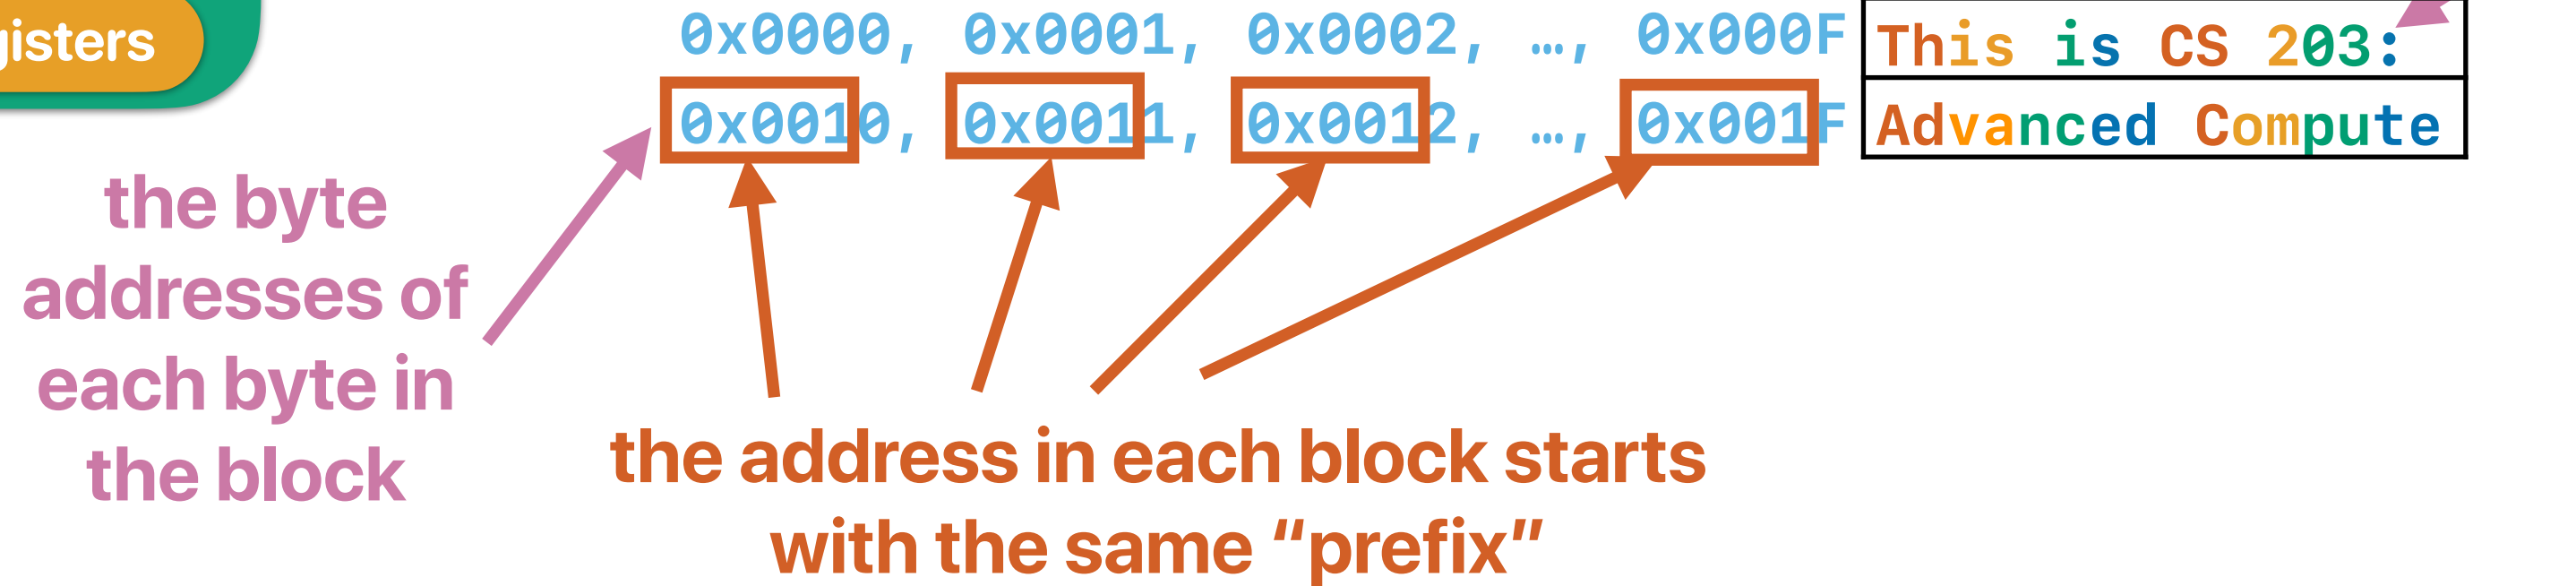 gisters
0x0000, 0x0001, 0x0002, …, 0x000F
This is CS 203:
0x0010, 0x0011, 0x0012, …, 0x001F
Advanced Compute
the byte
addresses of
each byte in
the block
the address in each block starts
with the same “prefix”